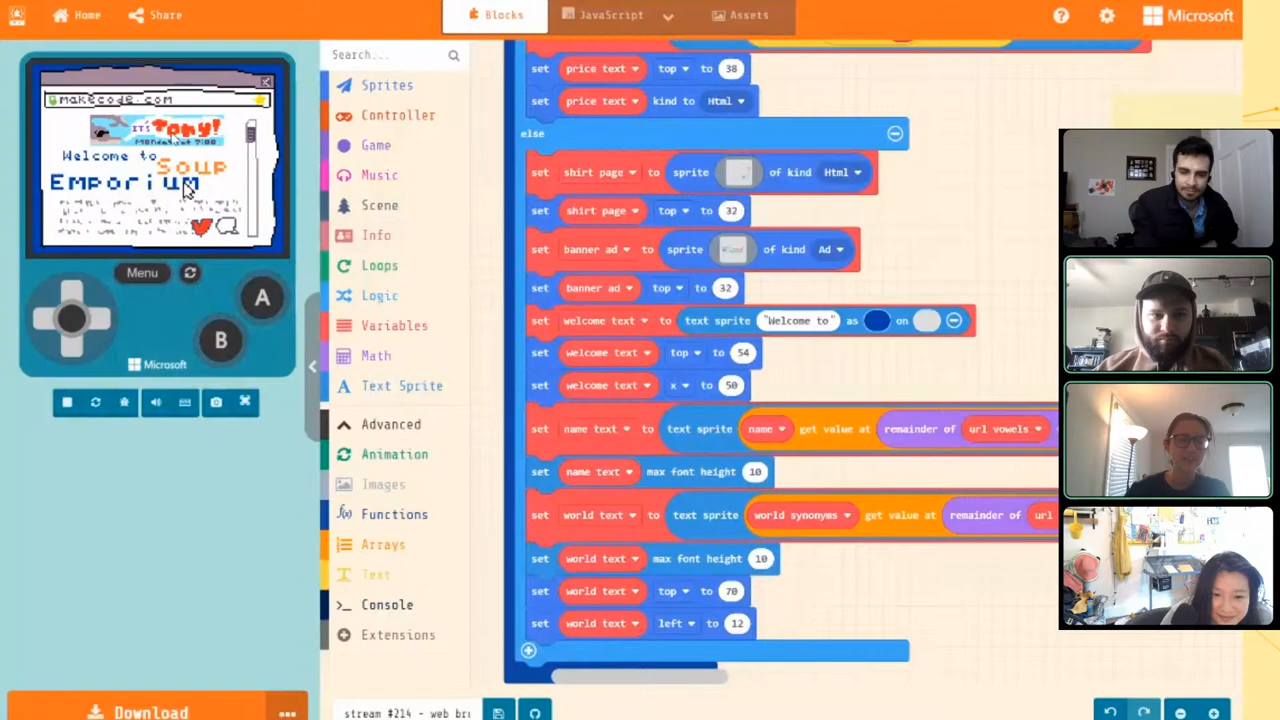 Home
Share
Blocks
JavaScript
Assets
Microsoft
makecode.com
IT'S Tony!
Monday at 9:00
Welcome to Soup
Emporium
Menu
A
B
Microsoft
Download
Search...
Sprites
Controller
Game
Music
Scene
Info
Loops
Logic
Variables
Math
Text Sprite
Advanced
Animation
Images
Functions
Arrays
Text
Console
Extensions
set price text top to 38
set price text kind to Html
else
set shirt page to sprite of kind Html
set shirt page top to 32
set banner ad to sprite of kind Ad
set banner ad top to 32
set welcome text to text sprite "Welcome to" as on
set welcome text top to 54
set welcome text x to 50
set name text to text sprite name get value at remainder of url vowels
set name text max font height 10
set world text to text sprite world synonyms get value at remainder of url
set world text max font height 10
set world text top to 70
set world text left to 12
stream #214 - web bro